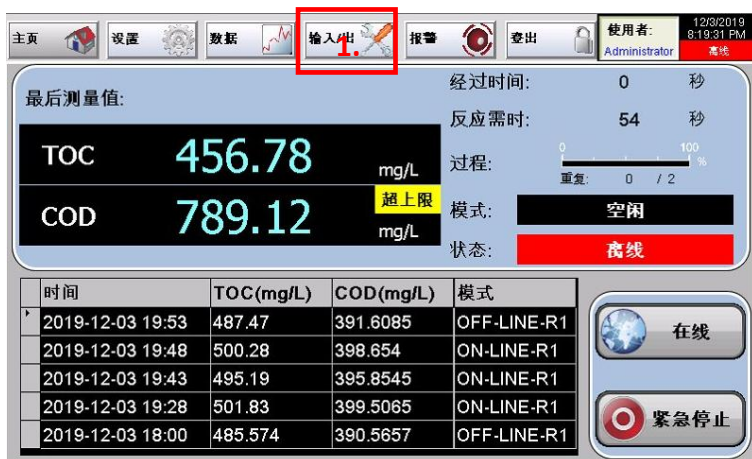 主页 设置 数据 输入/出 1. 报警 登出 使用者: 12/3/2019
Administrator 8:19:31 PM
离线
最后测量值:
经过时间: 0 秒
反应需时: 54 秒
TOC 456.78 mg/L
过程: 0 100 %
重复: 0 / 2
COD 789.12 超上限 mg/L
模式: 空闲
状态: 离线
时间 TOC(mg/L) COD(mg/L) 模式
2019-12-03 19:53 487.47 391.6085 OFF-LINE-R1
2019-12-03 19:48 500.28 398.654 ON-LINE-R1
2019-12-03 19:43 495.19 395.8545 ON-LINE-R1
2019-12-03 19:28 501.83 399.5065 ON-LINE-R1
2019-12-03 18:00 485.574 390.5657 OFF-LINE-R1
在线
紧急停止